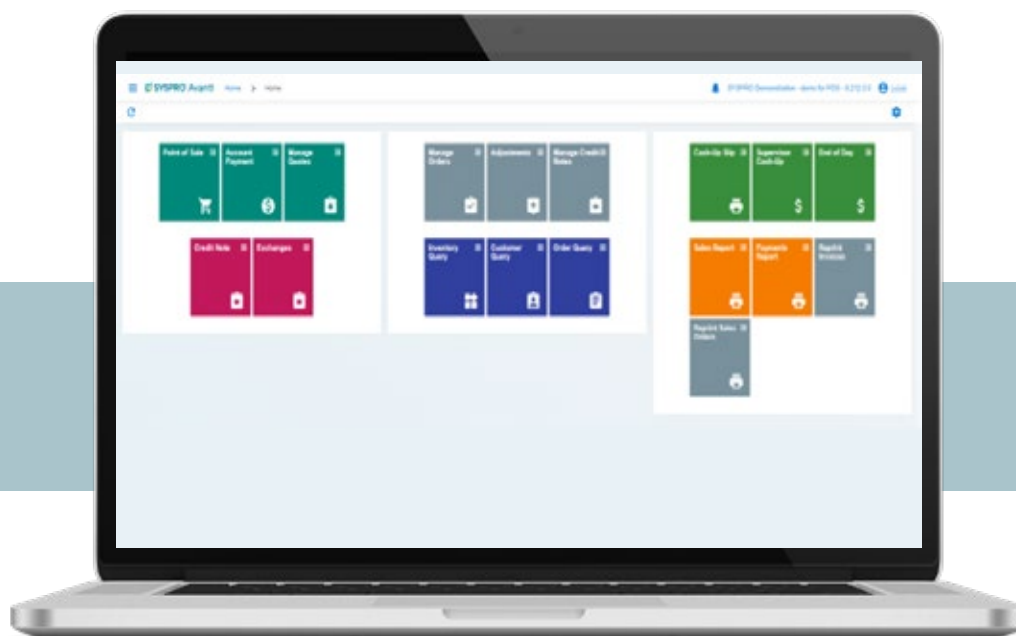 SYSPRO Avanti Home > Home
Point of Sale
Account
Payment
Manage
Quotes
Credit Note
Exchanges
Manage
Orders
Adjustments
Manage Credit
Notes
Inventory
Query
Customer
Query
Order Query
Cash-Up Slip
Supervisor
Cash-Up
End of Day
Sales Report
Payments
Report
Reprint
Invoices
Reprint Sales
Orders